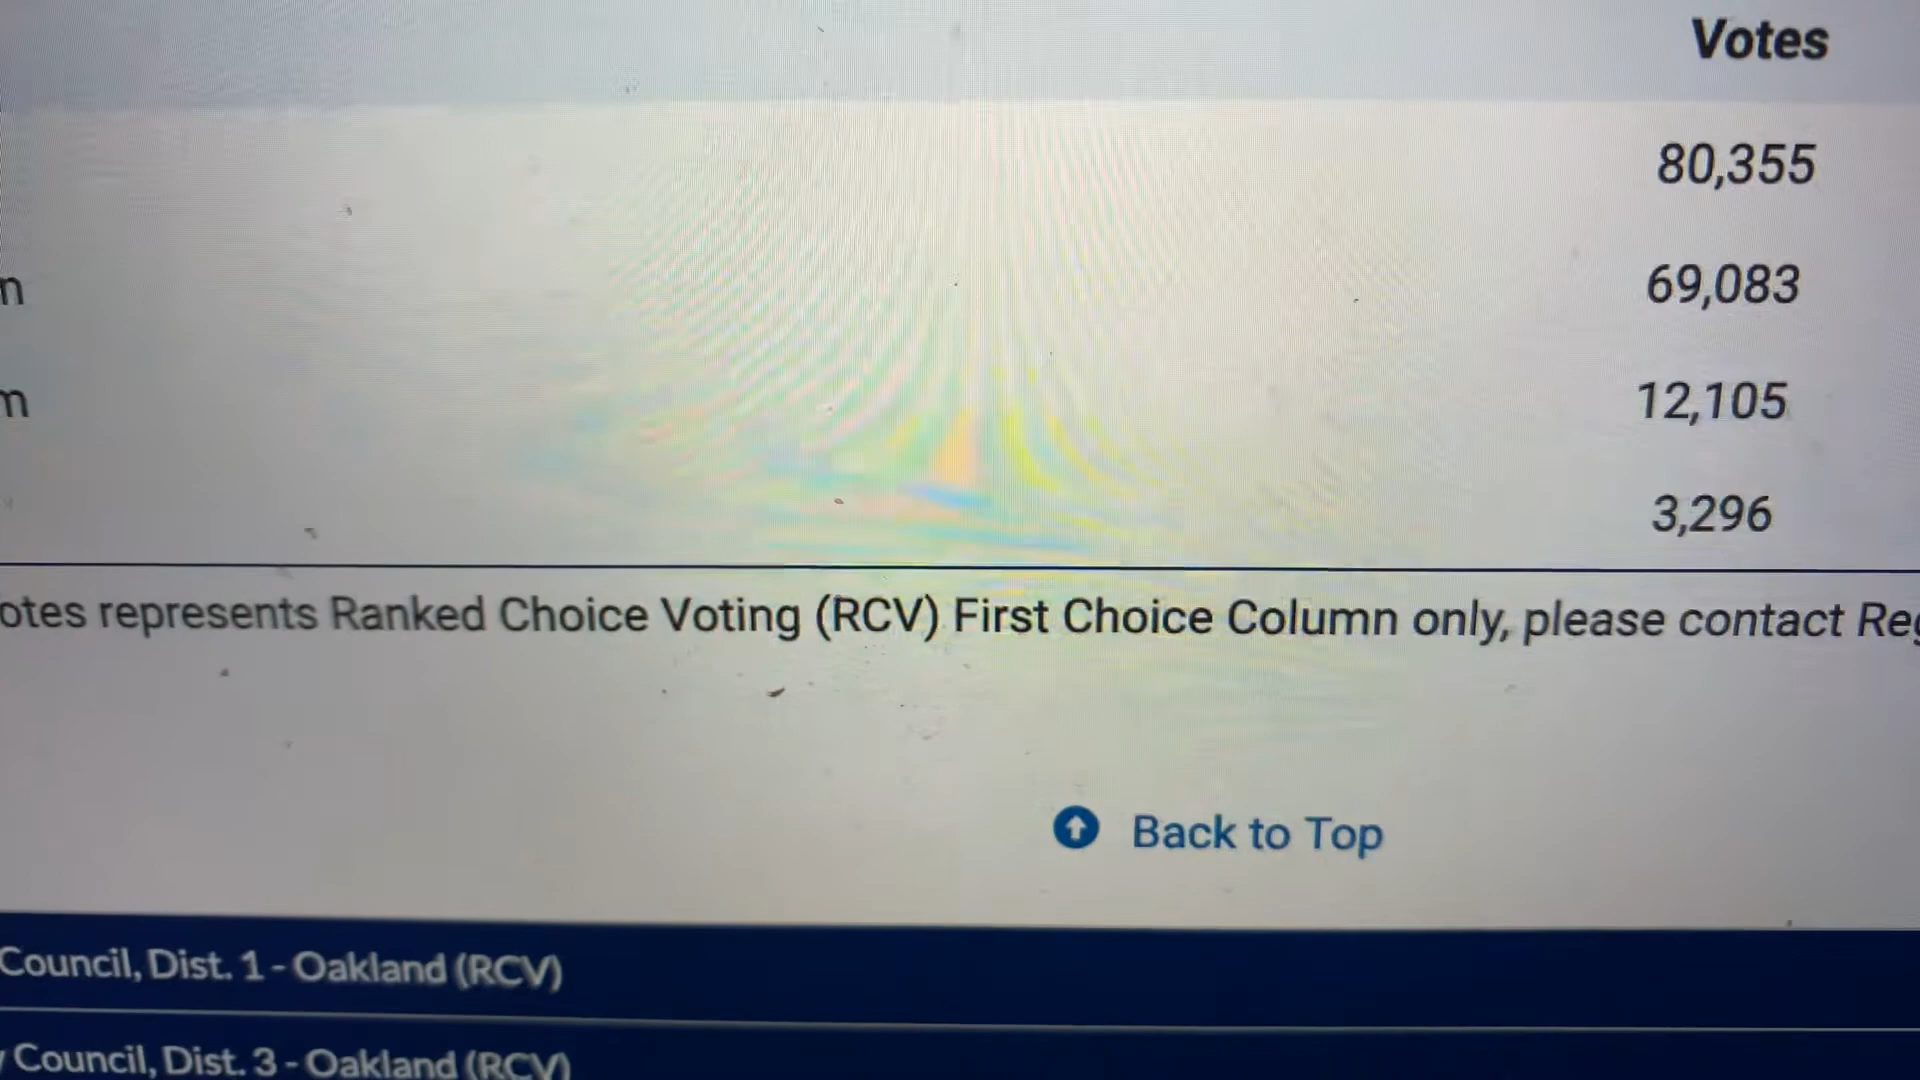 Votes
80,355
69,083
12,105
3,296
otes represents Ranked Choice Voting (RCV) First Choice Column only, please contact Reg
Back to Top
Council, Dist. 1 - Oakland (RCV)
Council, Dist. 3 - Oakland (RCV)